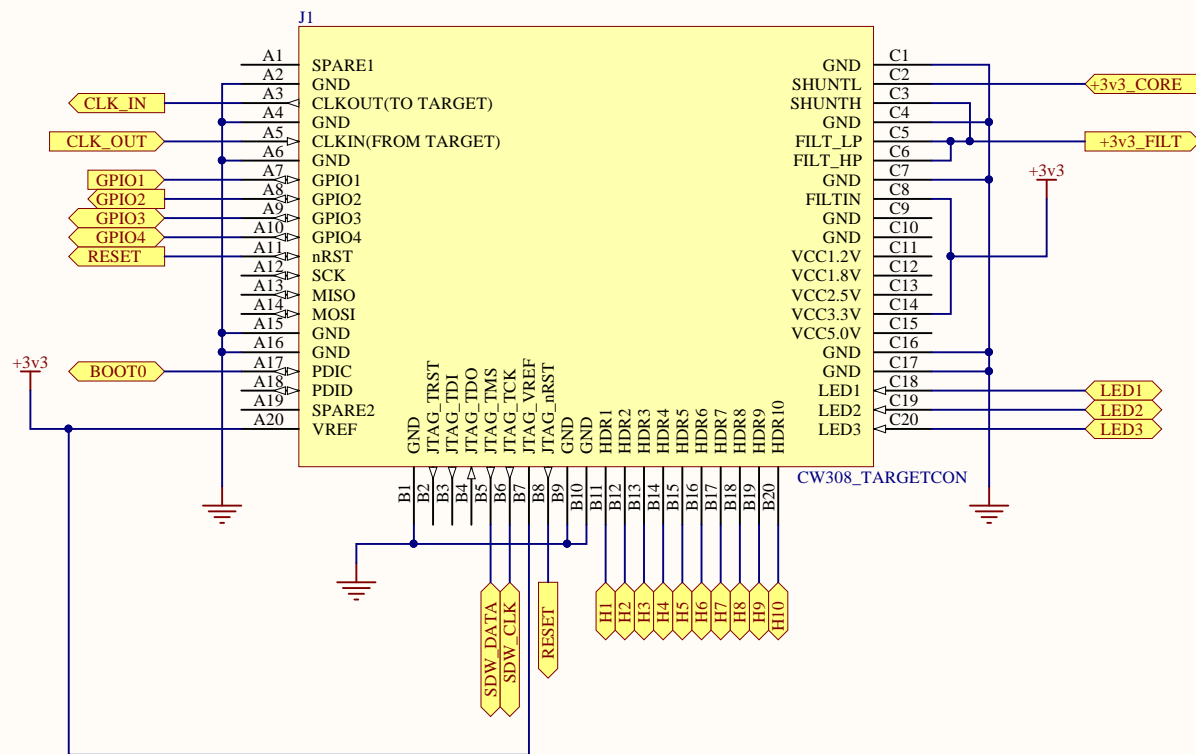 J1
A1 SPARE1
A2 GND
CLK_IN A3 CLKOUT(TO TARGET)
A4 GND
CLK_OUT A5 CLKIN(FROM TARGET)
A6 GND
GPIO1 A7 GPIO1
GPIO2 A8 GPIO2
GPIO3 A9 GPIO3
GPIO4 A10 GPIO4
RESET A11 nRST
A12 SCK
A13 MISO
A14 MOSI
A15 GND
A16 GND
+3v3
BOOT0 A17 PDIC
A18 PDID
A19 SPARE2
A20 VREF
GND C1
SHUNTL C2 +3v3_CORE
SHUNTH C3
GND C4
FILT_LP C5 +3v3_FILT
FILT_HP C6
GND C7
+3v3
FILTIN C8
GND C9
GND C10
VCC1.2V C11
VCC1.8V C12
VCC2.5V C13
VCC3.3V C14
VCC5.0V C15
GND C16
GND C17
LED1 C18 LED1
LED2 C19 LED2
LED3 C20 LED3
GND B1
JTAG_TRST B2
JTAG_TDI B3
JTAG_TDO B4
JTAG_TMS B5 SDW_DATA
JTAG_TCK B6 SDW_CLK
JTAG_VREF B7
JTAG_nRST B8 RESET
GND B9
GND B10
HDR1 B11 H1
HDR2 B12 H2
HDR3 B13 H3
HDR4 B14 H4
HDR5 B15 H5
HDR6 B16 H6
HDR7 B17 H7
HDR8 B18 H8
HDR9 B19 H9
HDR10 B20 H10
CW308_TARGETCON